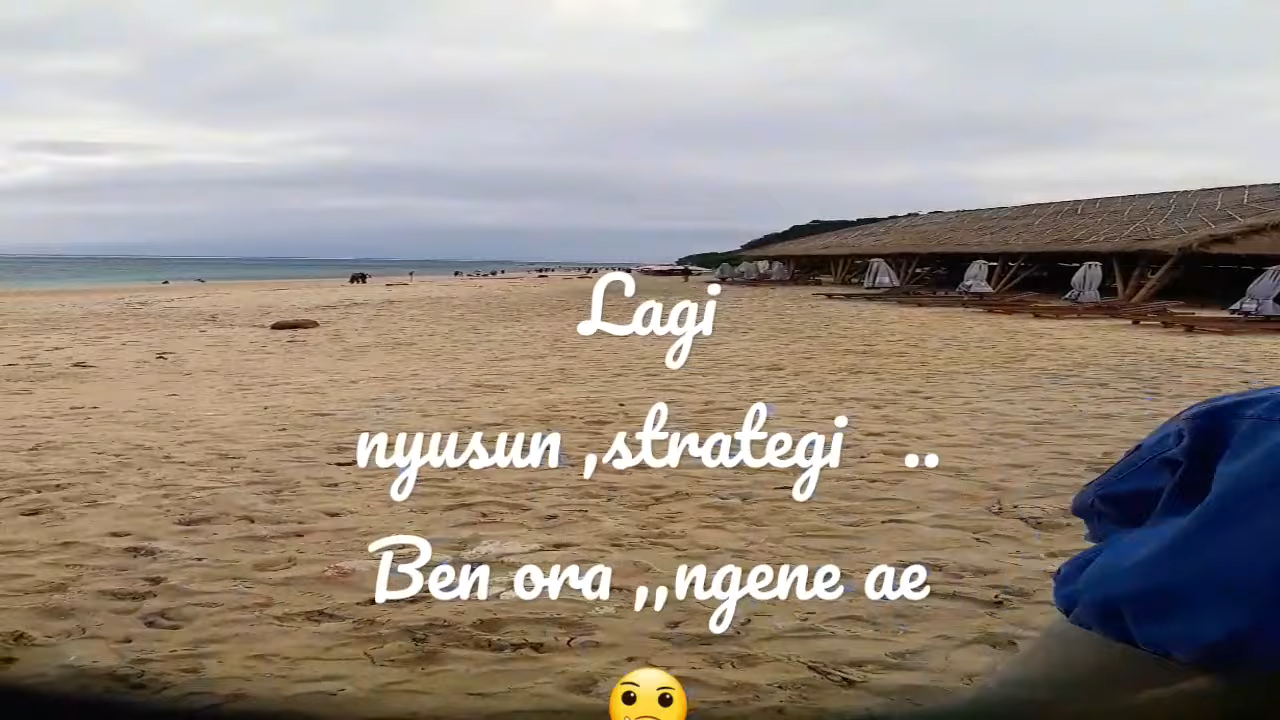 Lagi
nyusun ,strategi ..
Ben ora ,,ngene ae